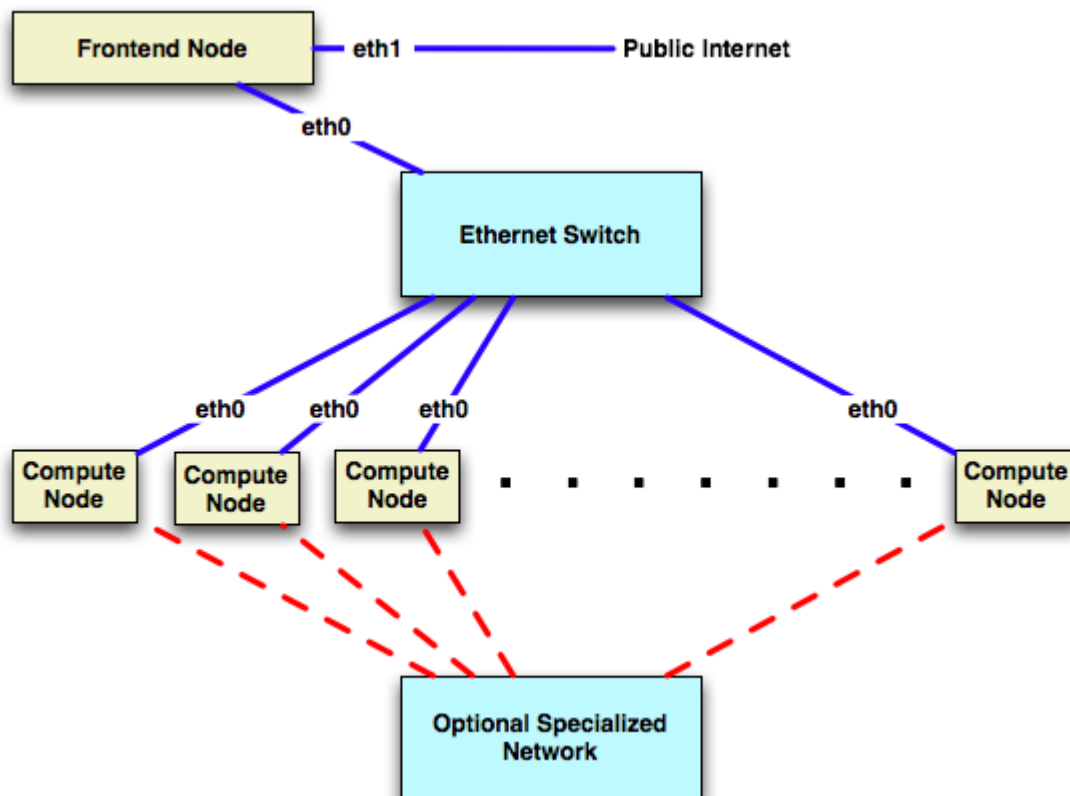 Frontend Node
eth1
Public Internet
eth0
Ethernet Switch
eth0
eth0
eth0
eth0
Compute
Node
Compute
Node
Compute
Node
Compute
Node
Optional Specialized
Network